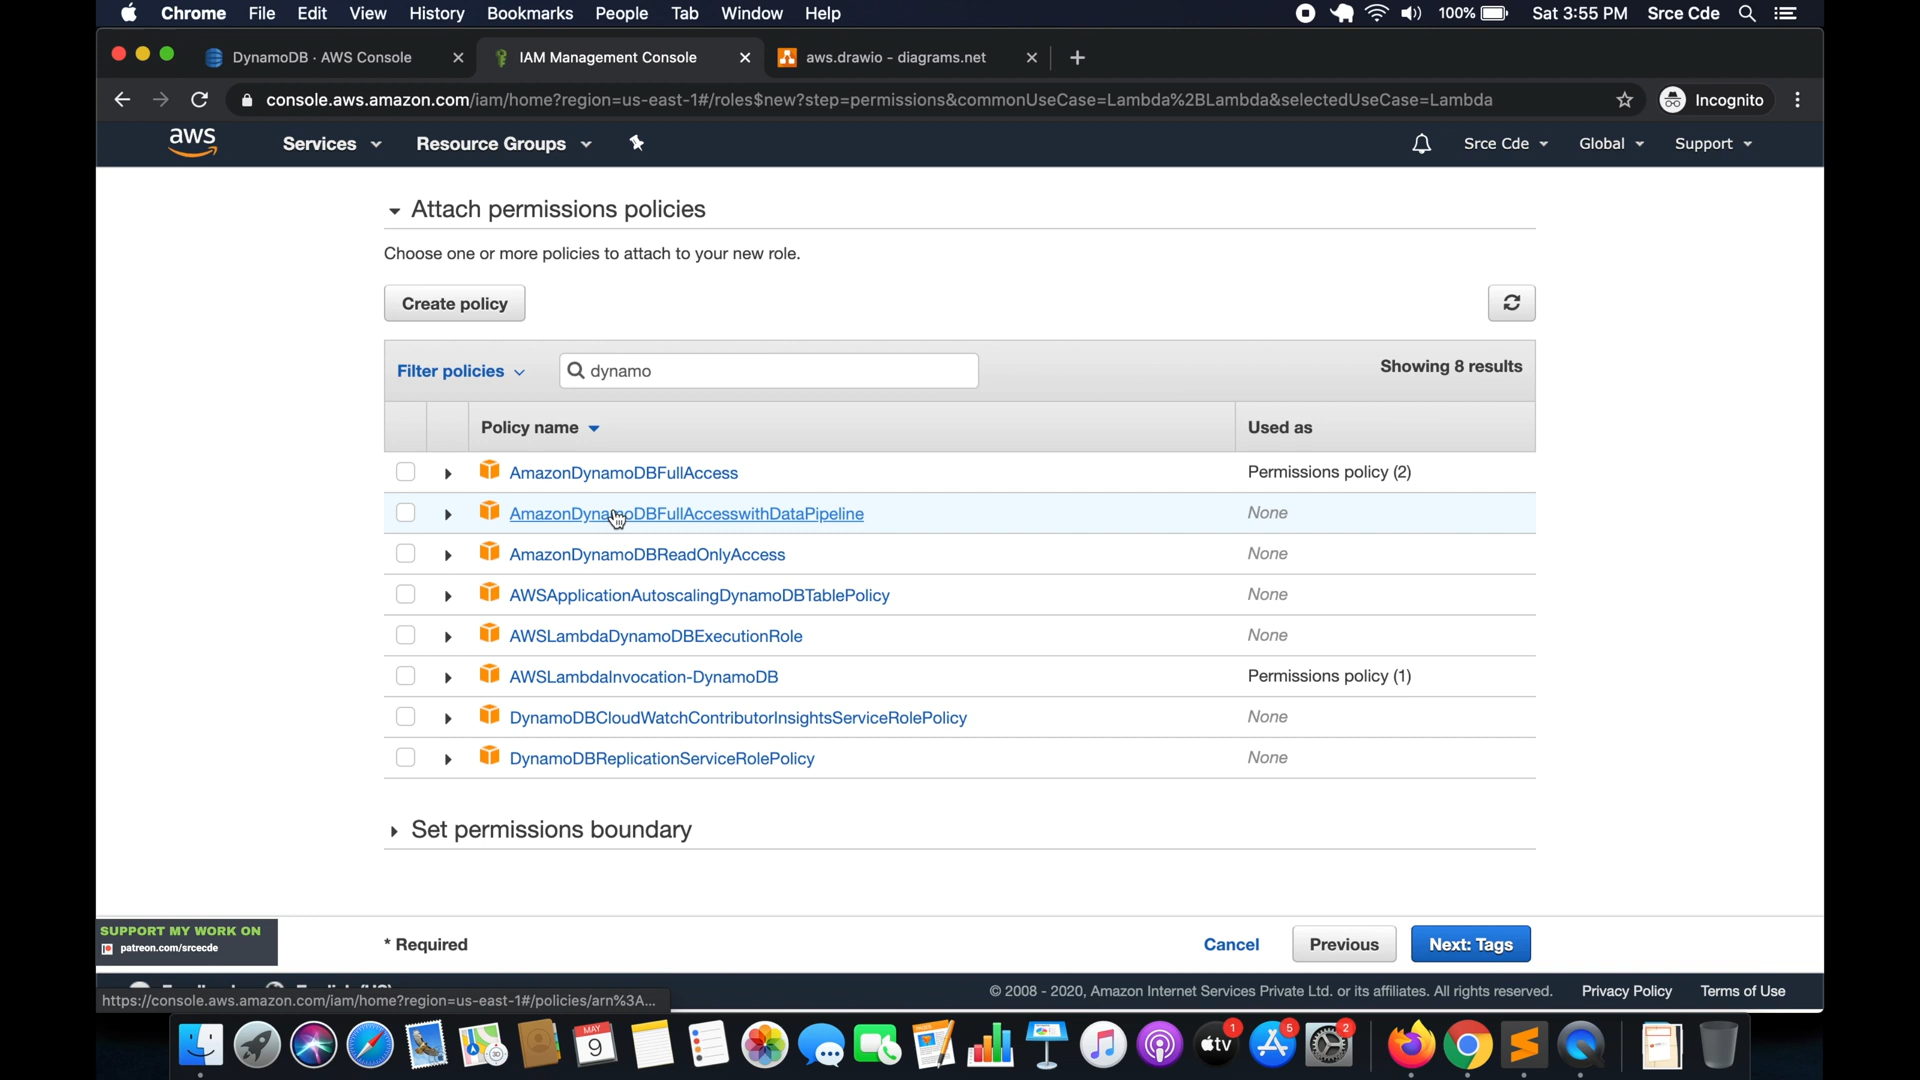 Chrome File Edit View History Bookmarks People Tab Window Help 100% Sat 3:55 PM Srce Cde
DynamoDB · AWS Console IAM Management Console aws.drawio - diagrams.net
console.aws.amazon.com/iam/home?region=us-east-1#/roles$new?step=permissions&commonUseCase=Lambda%2BLambda&selectedUseCase=Lambda Incognito
aws Services Resource Groups Srce Cde Global Support
Attach permissions policies
Choose one or more policies to attach to your new role.
Create policy
Filter policies dynamo Showing 8 results
Policy name Used as
AmazonDynamoDBFullAccess Permissions policy (2)
AmazonDynamoDBFullAccesswithDataPipeline None
AmazonDynamoDBReadOnlyAccess None
AWSApplicationAutoscalingDynamoDBTablePolicy None
AWSLambdaDynamoDBExecutionRole None
AWSLambdaInvocation-DynamoDB Permissions policy (1)
DynamoDBCloudWatchContributorInsightsServiceRolePolicy None
DynamoDBReplicationServiceRolePolicy None
Set permissions boundary
SUPPORT MY WORK ON
patreon.com/srcecde
* Required Cancel Previous Next: Tags
https://console.aws.amazon.com/iam/home?region=us-east-1#/policies/arn%3A...
© 2008 - 2020, Amazon Internet Services Private Ltd. or its affiliates. All rights reserved. Privacy Policy Terms of Use
MAY
9
tv
1
5
2